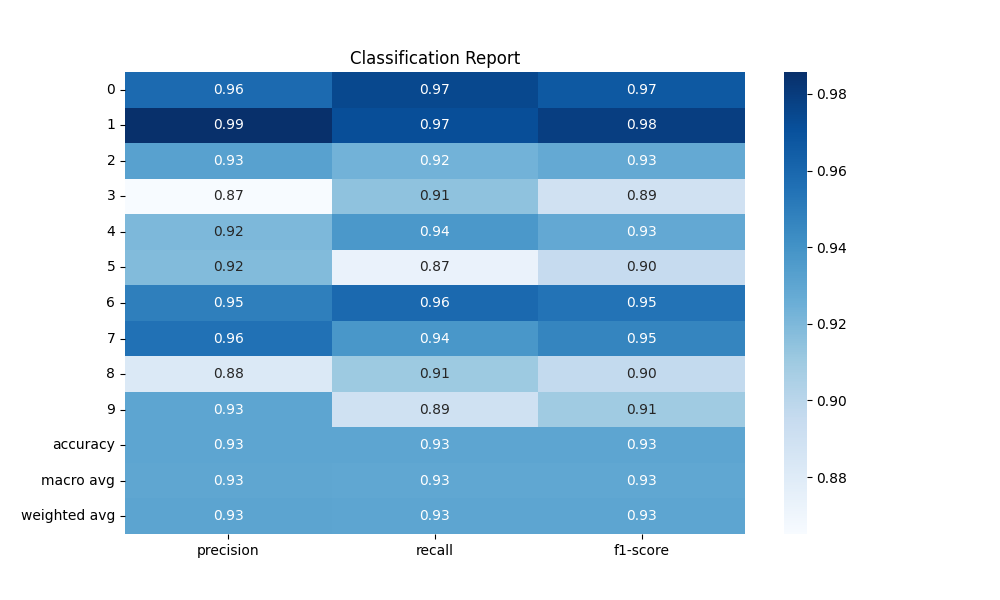 Classification Report
0 0.96 0.97 0.97
1 0.99 0.97 0.98
2 0.93 0.92 0.93
3 0.87 0.91 0.89
4 0.92 0.94 0.93
5 0.92 0.87 0.90
6 0.95 0.96 0.95
7 0.96 0.94 0.95
8 0.88 0.91 0.90
9 0.93 0.89 0.91
accuracy 0.93 0.93 0.93
macro avg 0.93 0.93 0.93
weighted avg 0.93 0.93 0.93
precision recall f1-score
0.98
0.96
0.94
0.92
0.90
0.88